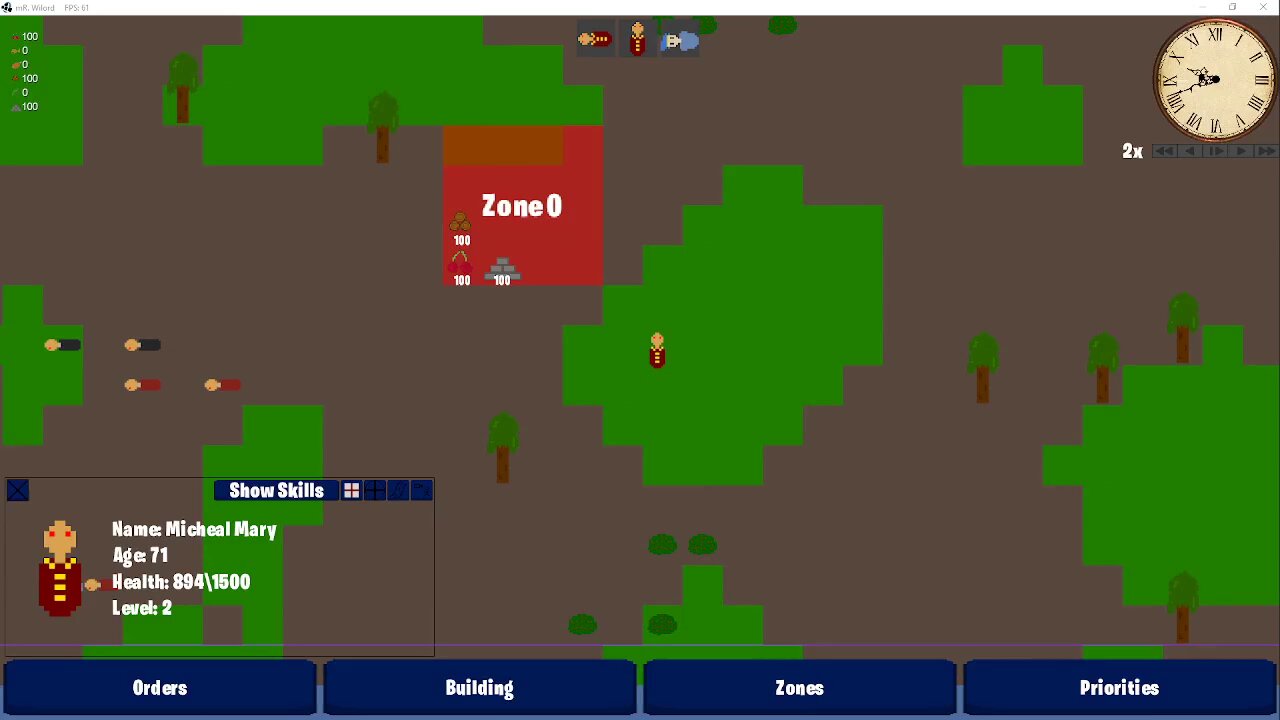 mR. Wilord FPS: 61
100
0
0
100
0
100
XII
2x
Zone 0
100
100
100
Show Skills
Name: Micheal Mary
Age: 71
Health: 894\1500
Level: 2
Orders
Building
Zones
Priorities